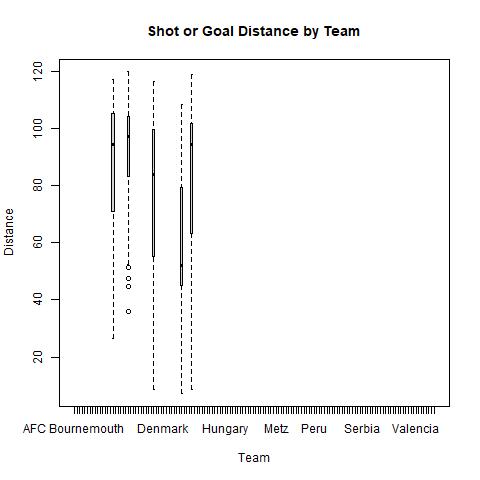 Shot or Goal Distance by Team
120
100
80
60
40
20
Distance
AFC Bournemouth Denmark Hungary Metz Peru Serbia Valencia
Team